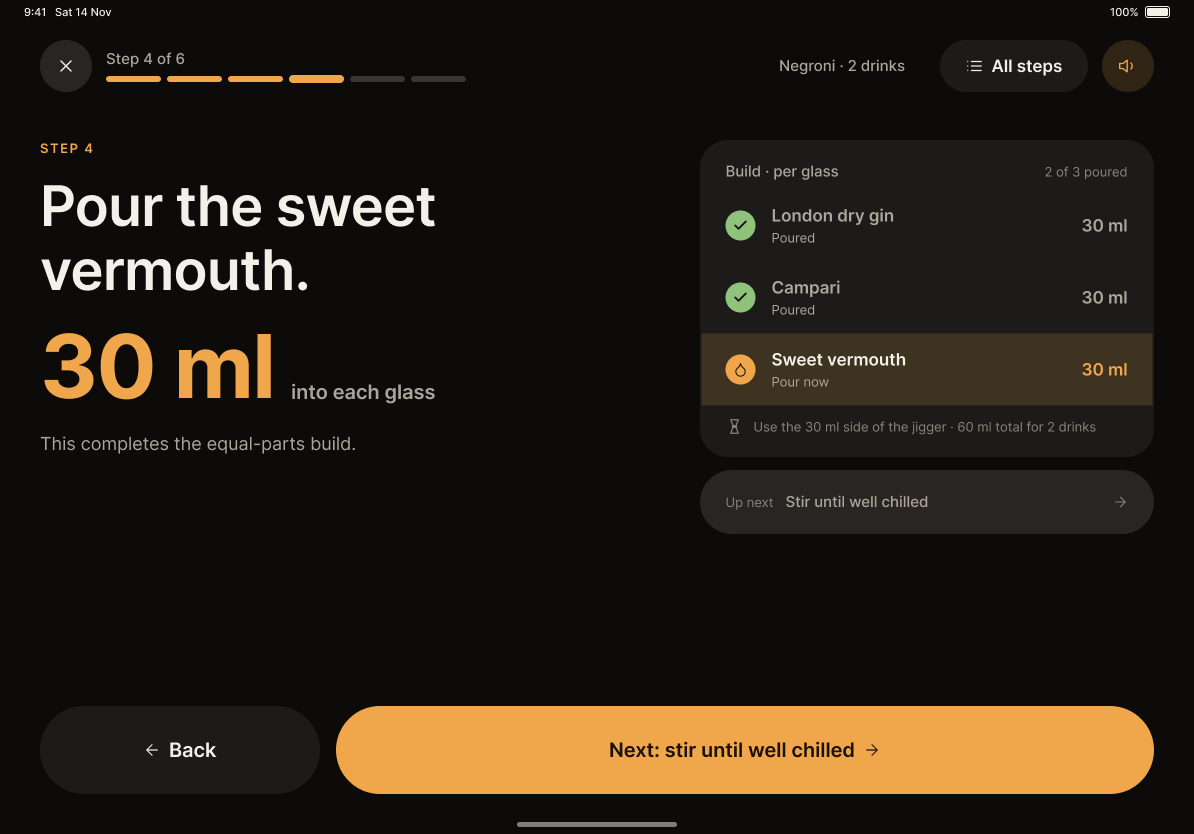 9:41 Sat 14 Nov
100%
Step 4 of 6
Negroni · 2 drinks
All steps
STEP 4
Pour the sweet
vermouth.
30 ml into each glass
This completes the equal-parts build.
Build · per glass
2 of 3 poured
London dry gin
Poured
30 ml
Campari
Poured
30 ml
Sweet vermouth
Pour now
30 ml
Use the 30 ml side of the jigger · 60 ml total for 2 drinks
Up next Stir until well chilled
Back
Next: stir until well chilled